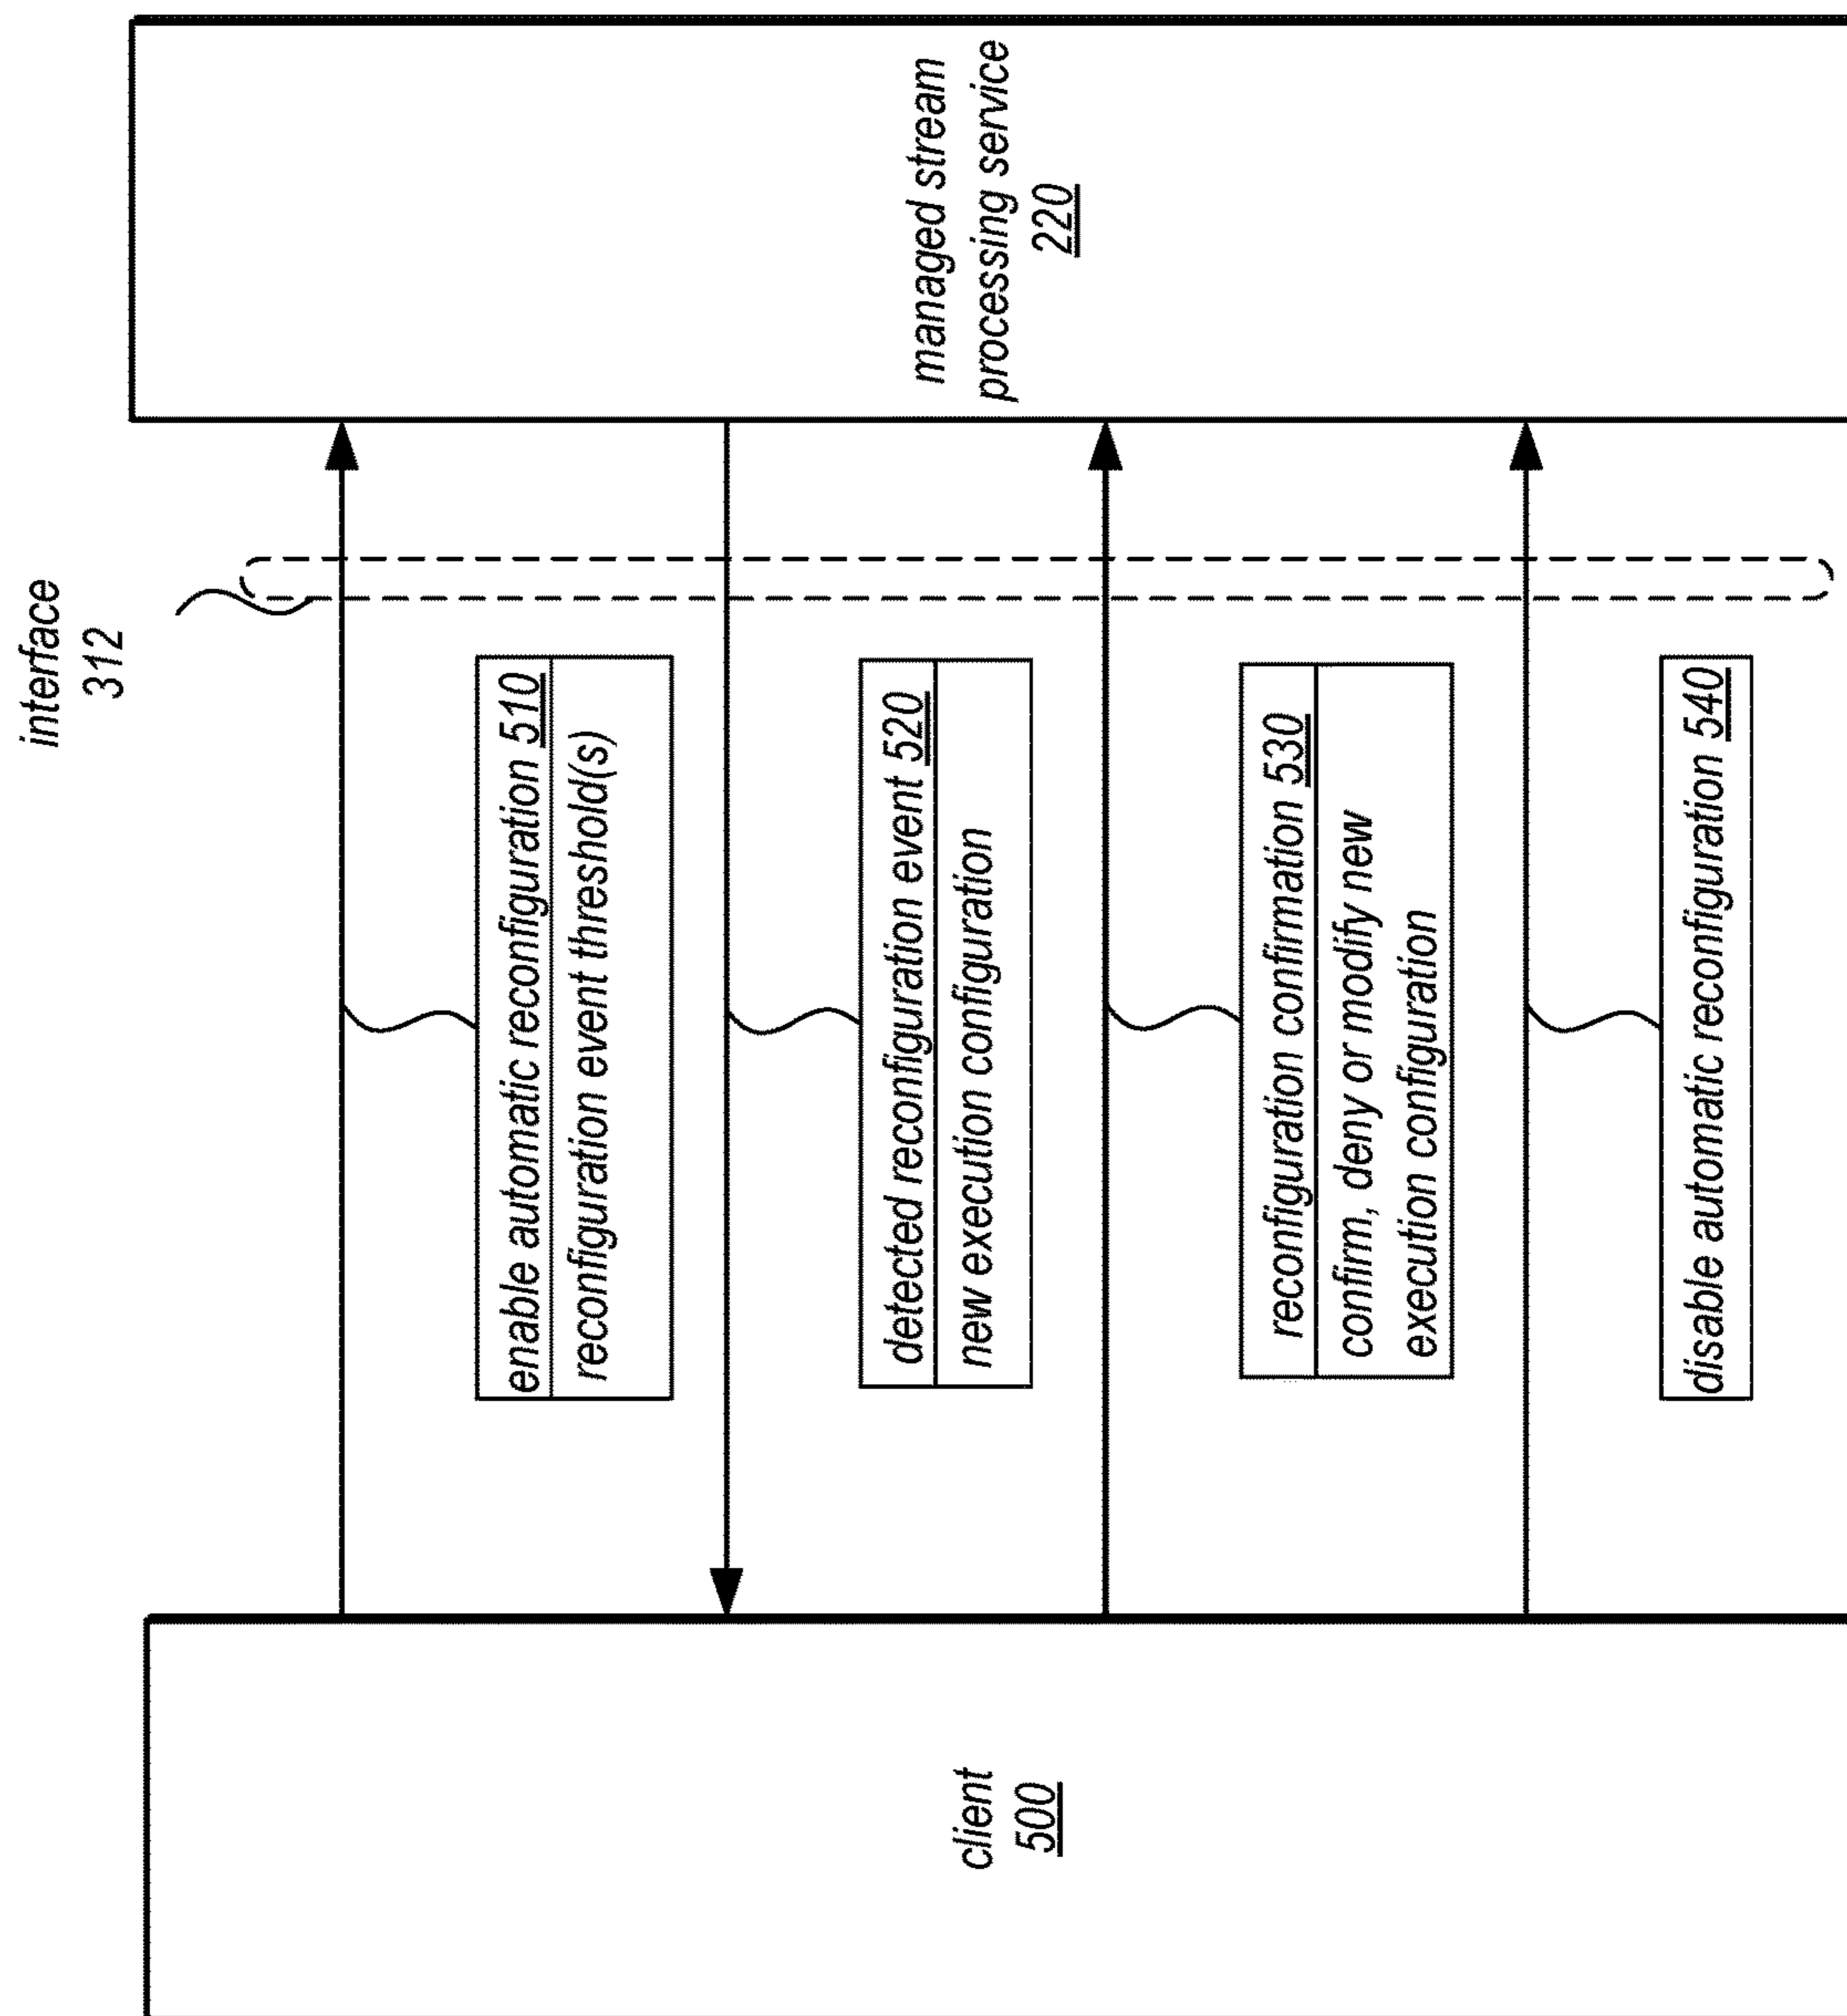 interface
312
client
500
enable automatic reconfiguration 510
reconfiguration event threshold(s)
detected reconfiguration event 520
new execution configuration
reconfiguration confirmation 530
confirm, deny or modify new
execution configuration
disable automatic reconfiguration 540
managed stream
processing service
220